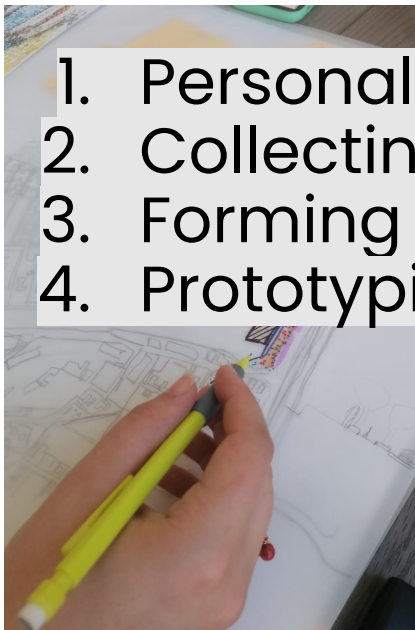 1. Personal
2. Collectin
3. Forming
4. Prototypi